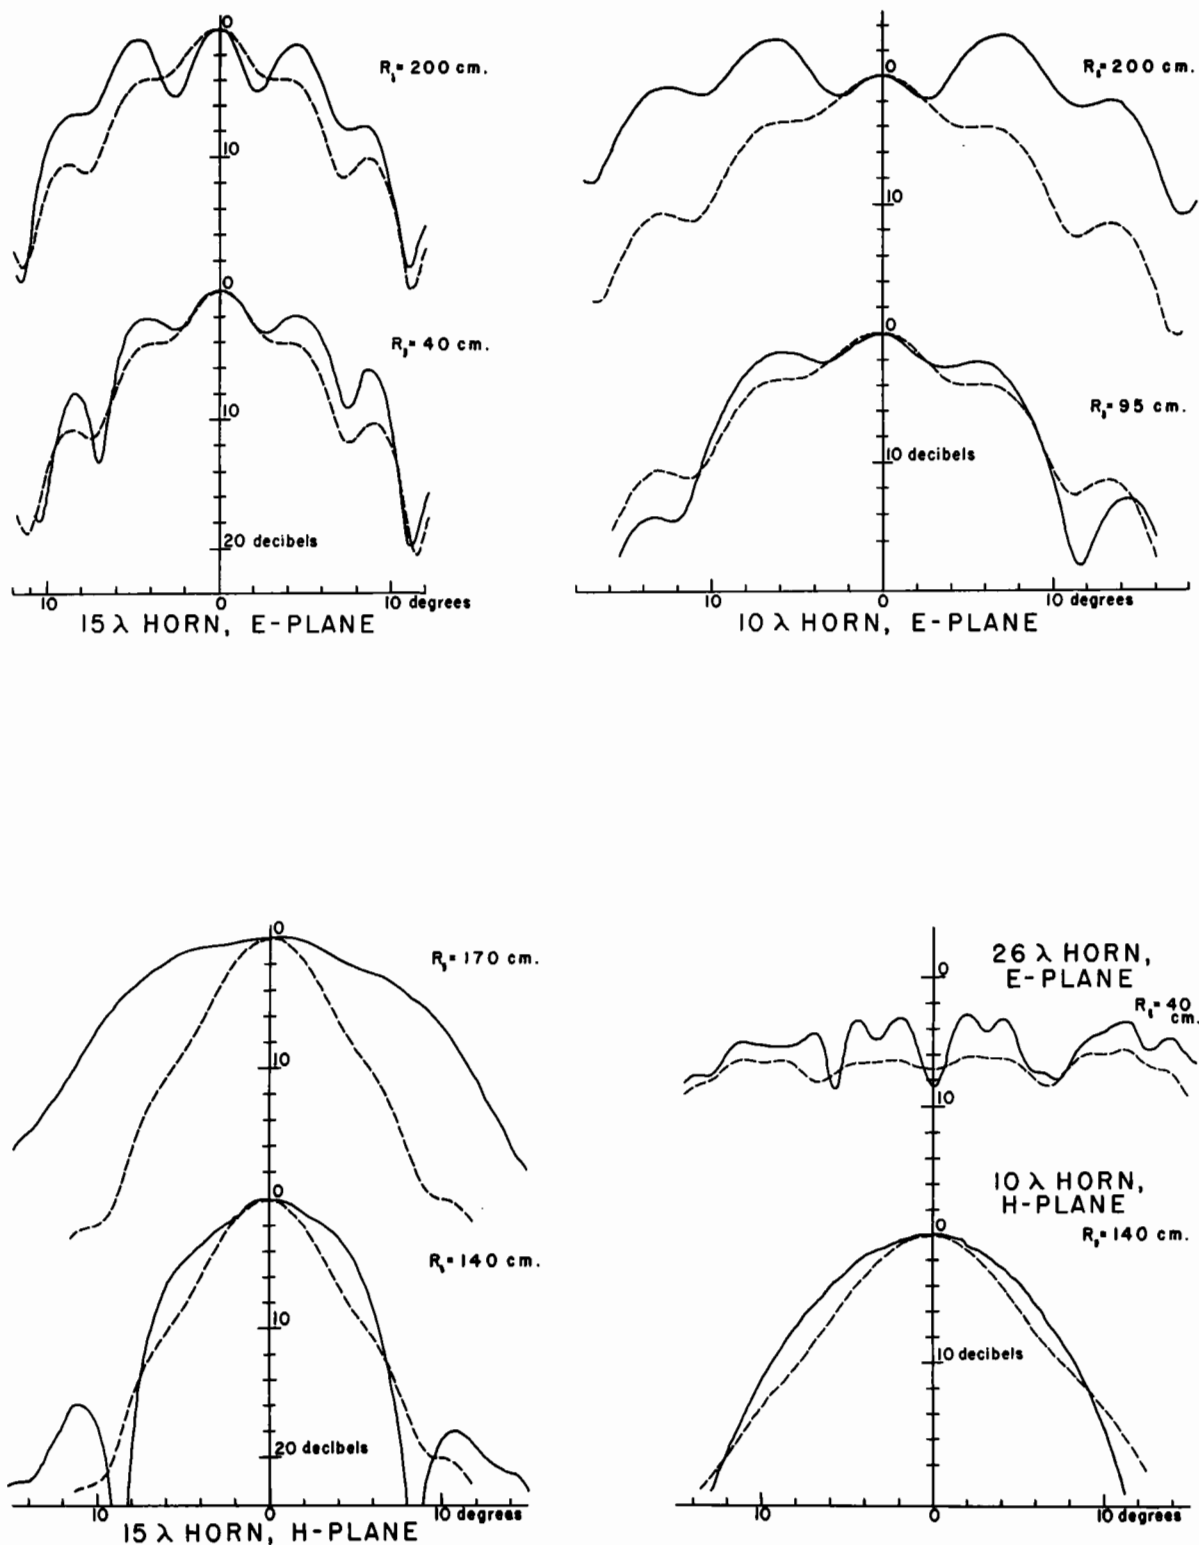 0
R₁= 200 cm.
10
0
R₁= 40 cm.
10
20 decibels
10 0 10 degrees
15 λ HORN, E-PLANE
0
R₁= 200 cm.
10
0
R₁= 95 cm.
10 decibels
10 0 10 degrees
10 λ HORN, E-PLANE
0
R₁= 170 cm.
10
0
R₁= 140 cm.
10
20 decibels
10 0 10 degrees
15 λ HORN, H-PLANE
26 λ HORN,
E-PLANE
0
R₁= 40
cm.
10
10 λ HORN,
H-PLANE
0
R₁= 140 cm.
10 decibels
10 0 10 degrees